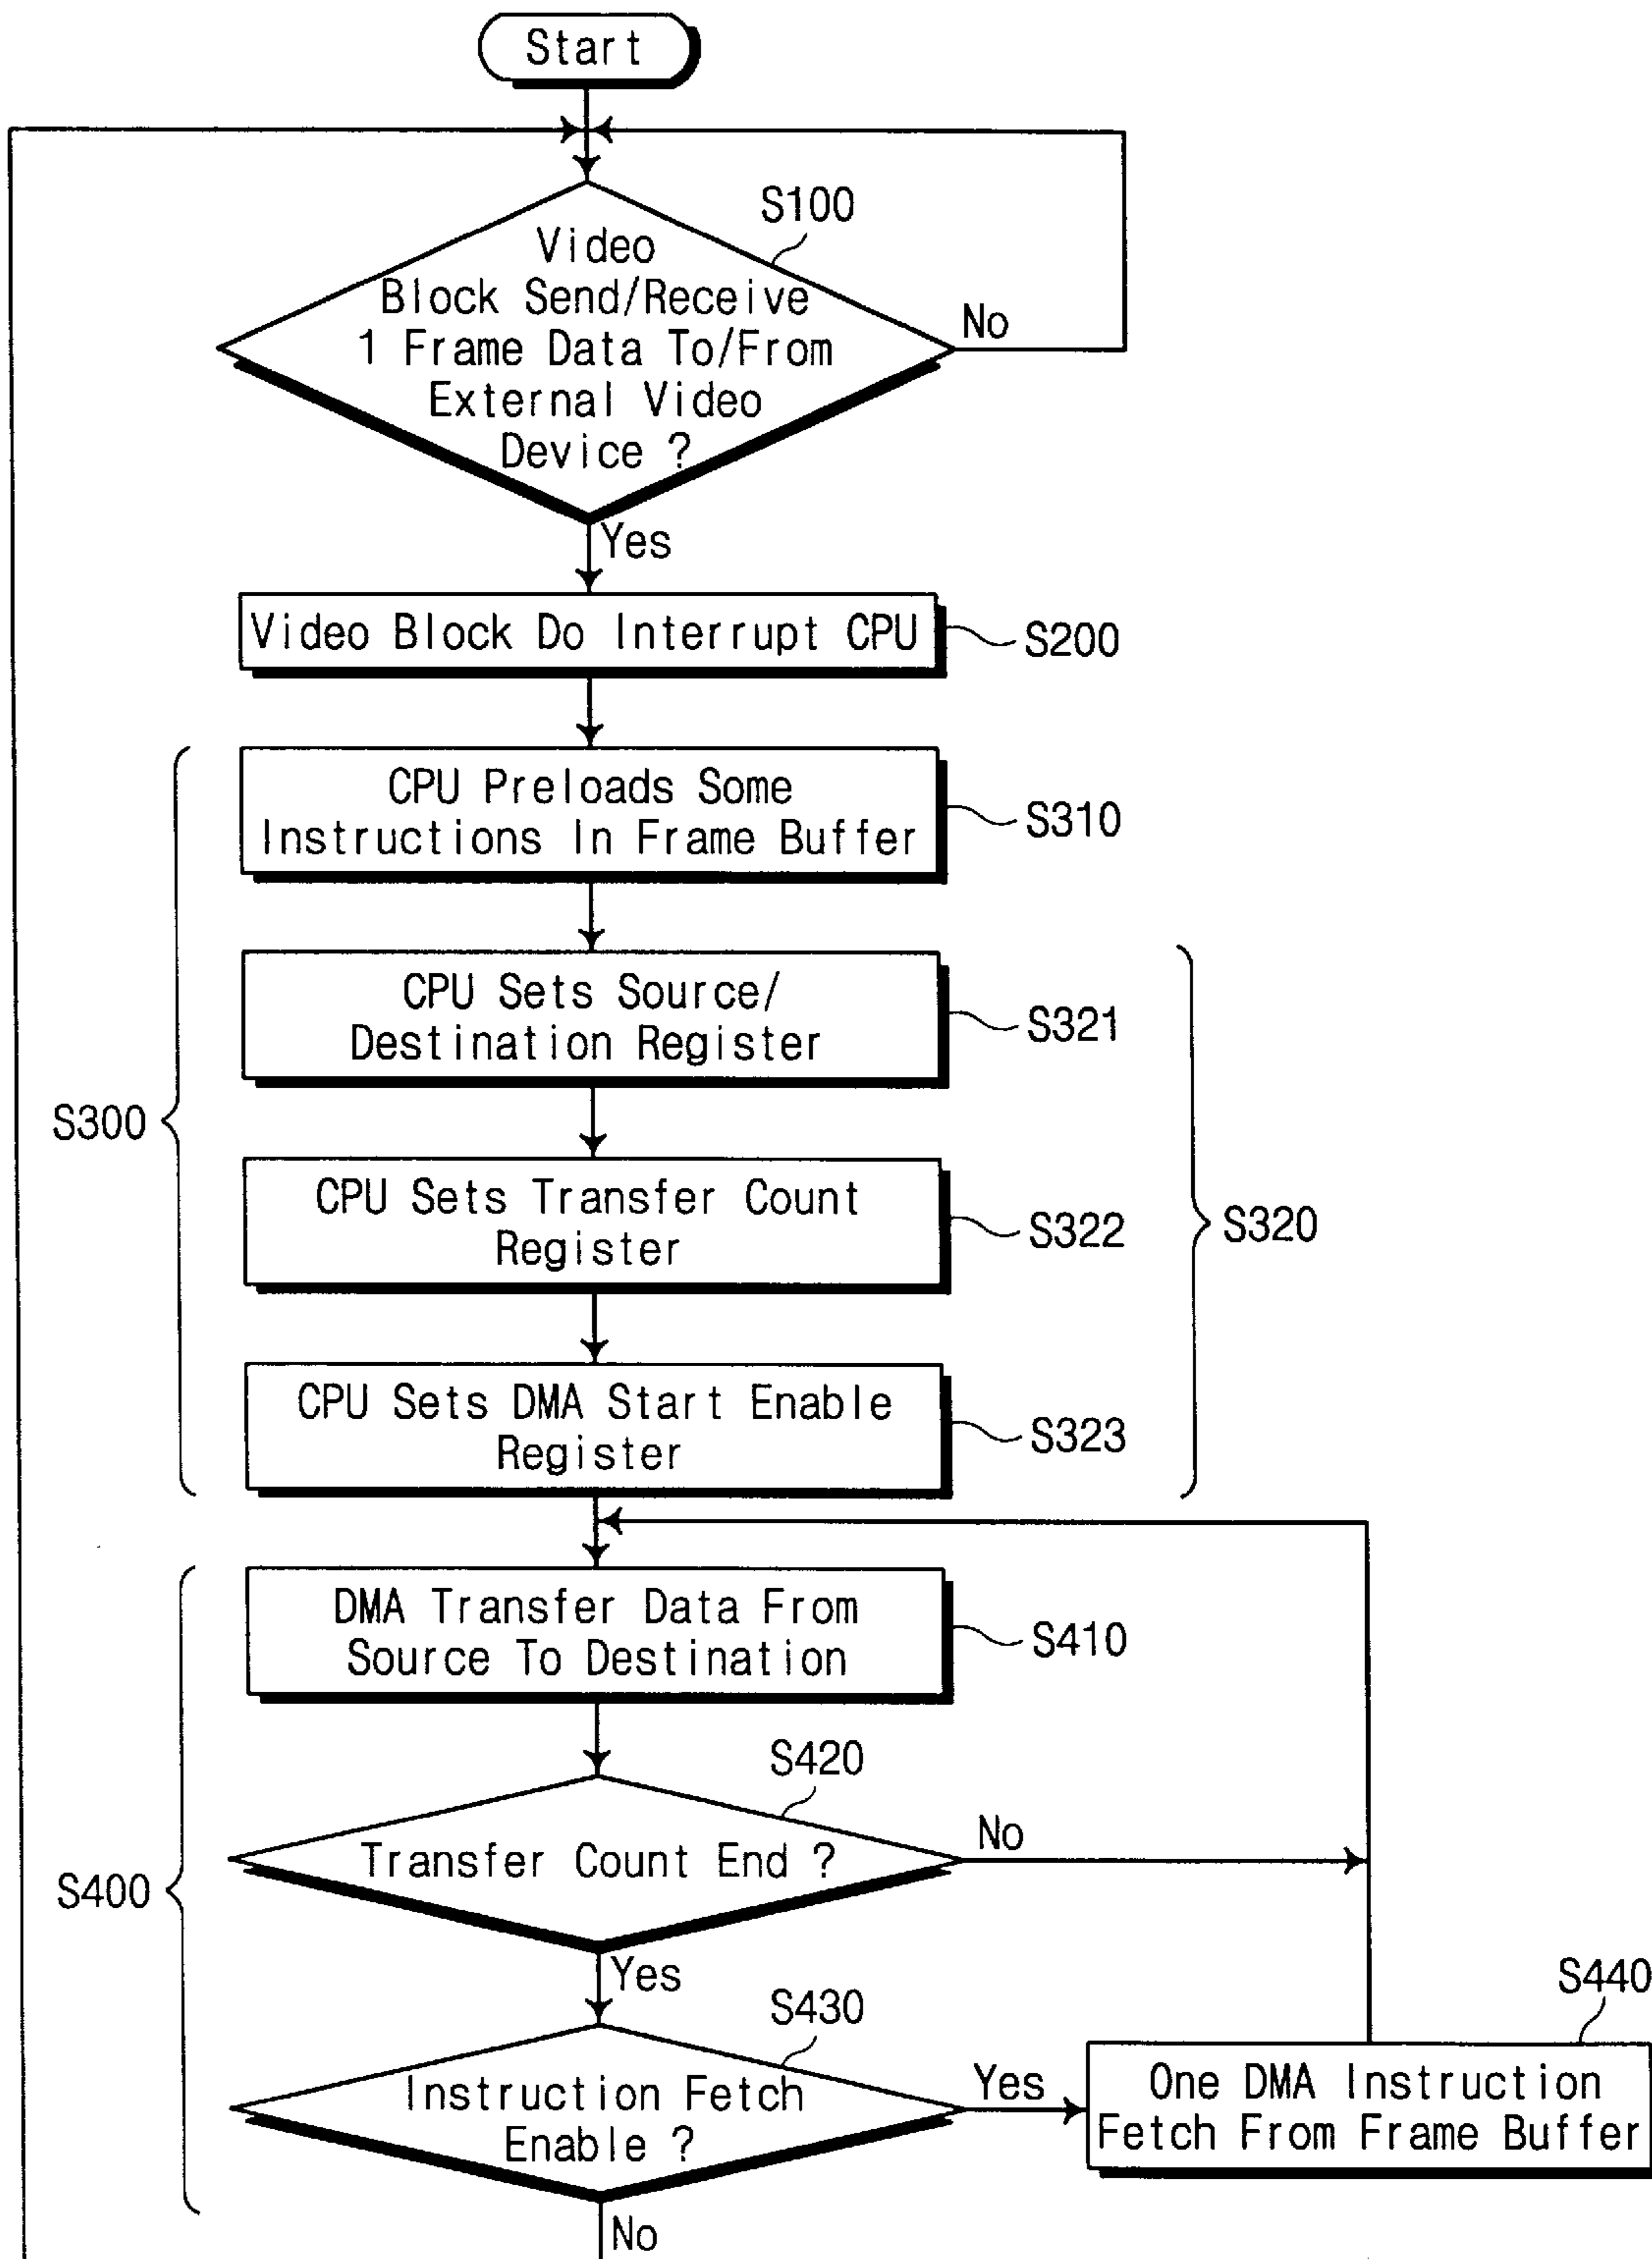 Start
S100
Video
Block Send/Receive
1 Frame Data To/From
External Video
Device ?
No
Yes
Video Block Do Interrupt CPU
S200
CPU Preloads Some
Instructions In Frame Buffer
S310
CPU Sets Source/
Destination Register
S321
S300
CPU Sets Transfer Count
Register
S322
S320
CPU Sets DMA Start Enable
Register
S323
DMA Transfer Data From
Source To Destination
S410
S420
Transfer Count End ?
No
S400
Yes
S430
S440
Instruction Fetch
Enable ?
Yes
One DMA Instruction
Fetch From Frame Buffer
No